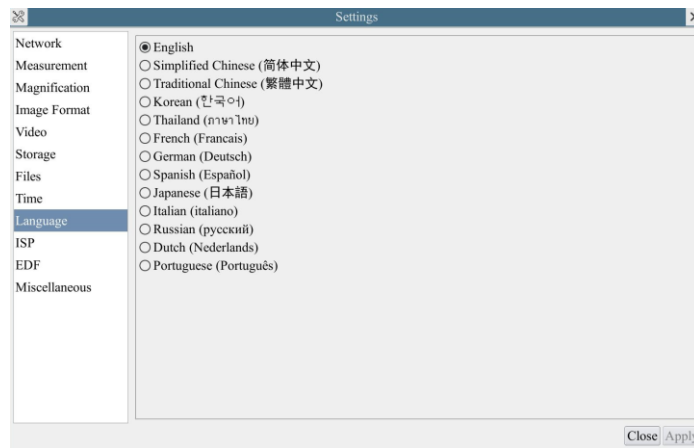 Settings
Network
Measurement
Magnification
Image Format
Video
Storage
Files
Time
Language
ISP
EDF
Miscellaneous
English
Simplified Chinese (简体中文)
Traditional Chinese (繁體中文)
Korean (한국어)
Thailand (ภาษาไทย)
French (Francais)
German (Deutsch)
Spanish (Español)
Japanese (日本語)
Italian (italiano)
Russian (русский)
Dutch (Nederlands)
Portuguese (Português)
Close Apply